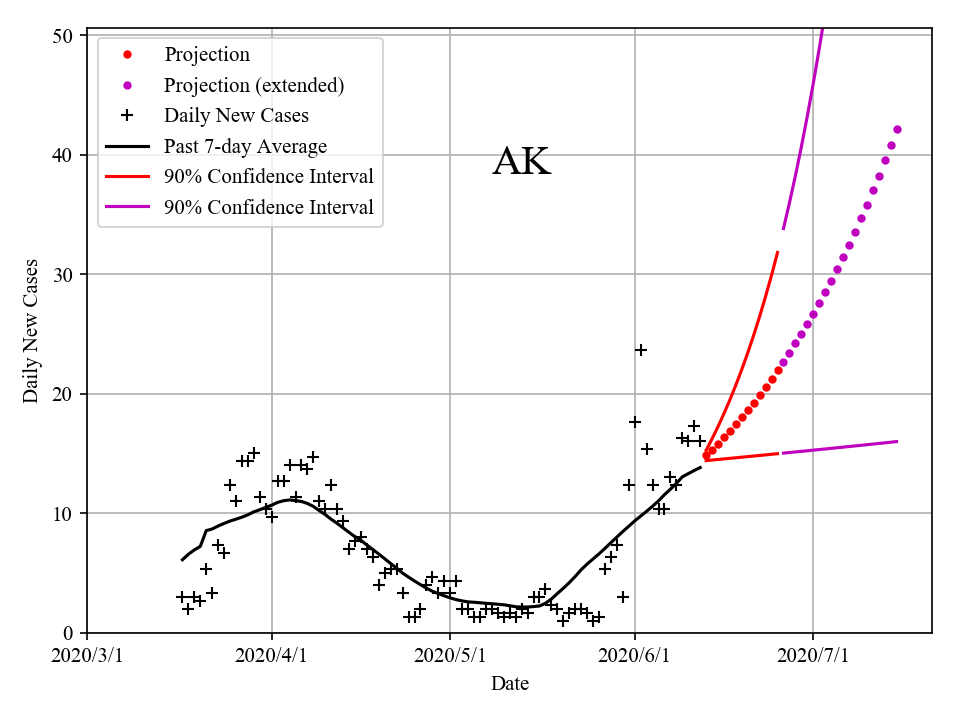 50
40
30
20
10
0
Daily New Cases
Projection
Projection (extended)
Daily New Cases
Past 7-day Average
90% Confidence Interval
90% Confidence Interval
AK
2020/3/1 2020/4/1 2020/5/1 2020/6/1 2020/7/1
Date